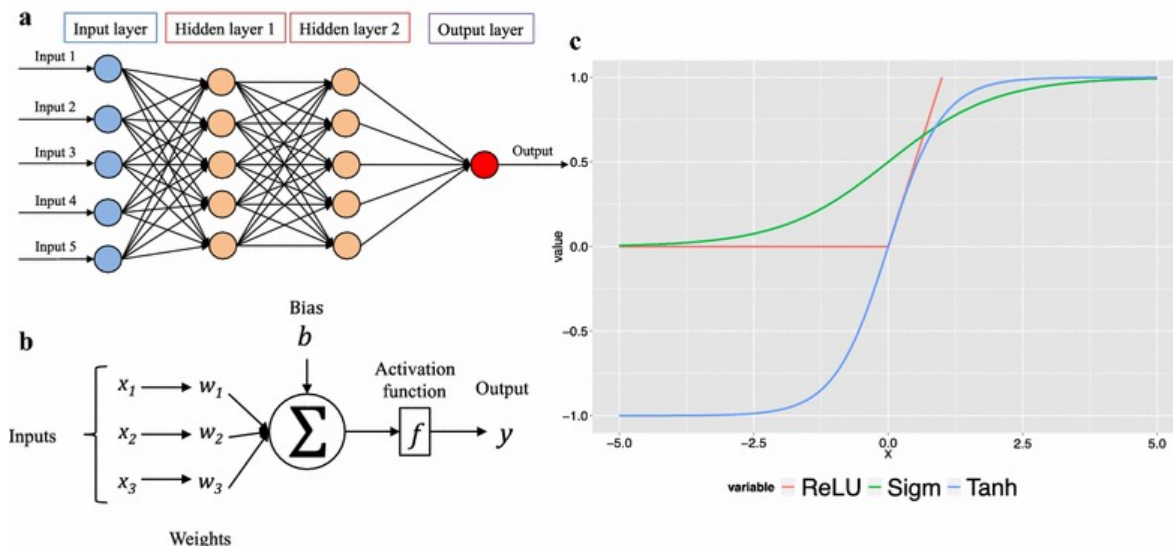 a
Input layer
Hidden layer 1
Hidden layer 2
Output layer
Input 1
Input 2
Input 3
Input 4
Input 5
Output
b
Bias
b
Inputs
x₁
w₁
x₂
w₂
x₃
w₃
Σ
Activation
function
f
Output
y
Weights
c
value
1.0
0.5
0.0
−0.5
−1.0
−5.0
−2.5
0.0
2.5
5.0
x
variable
ReLU
Sigm
Tanh